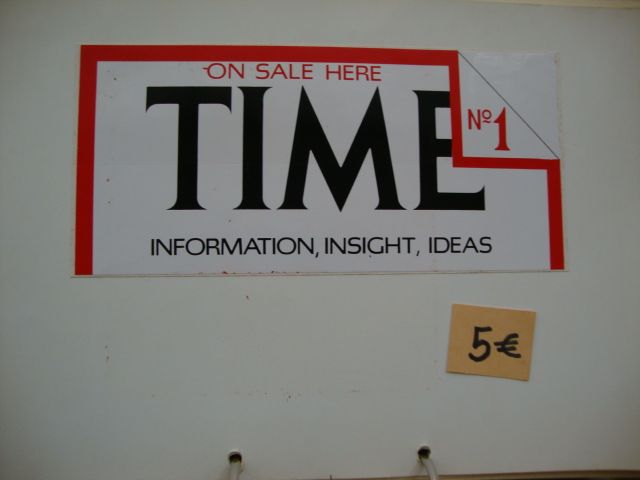 ON SALE HERE
TIME
Nº1
INFORMATION, INSIGHT, IDEAS
5€